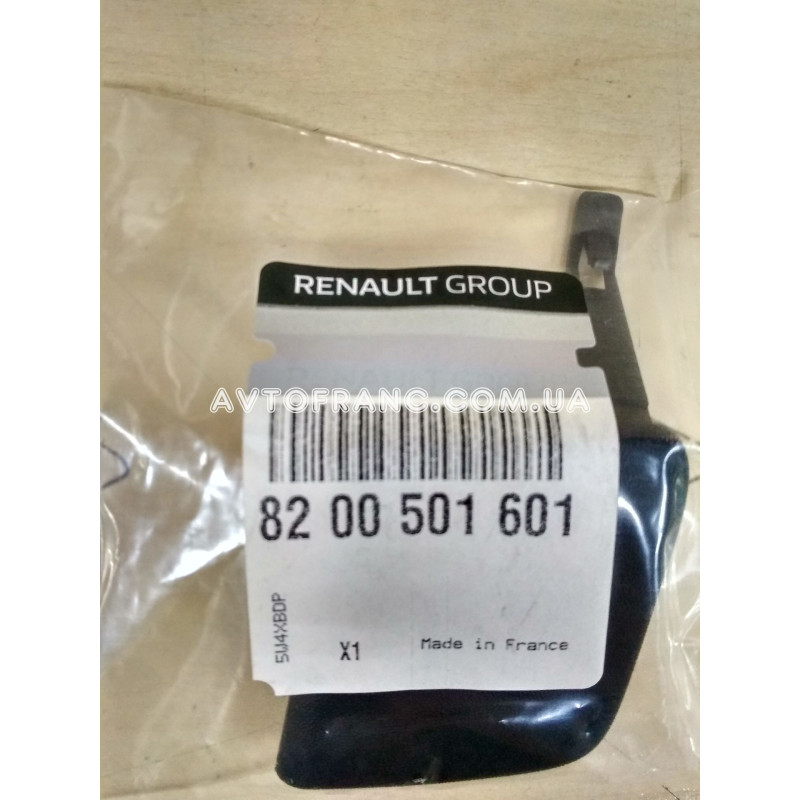 RENAULT GROUP
AVTOFRANC.COM.UA
82 00 501 601
5W4XBDP
X1
Made in France